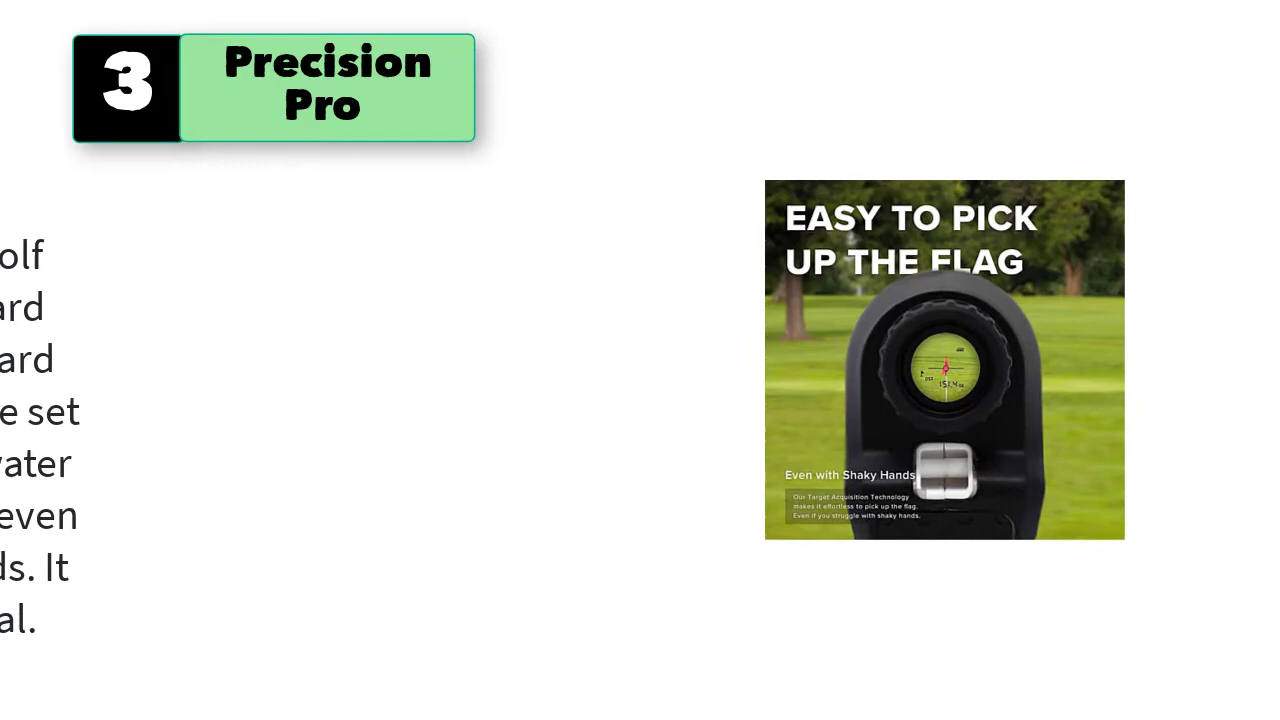 3
Precision
Pro
olf
ard
ard
e set
vater
even
ds. It
al.
EASY TO PICK
UP THE FLAG
Even with Shaky Hands
Our Target Acquisition Technology
makes it effortless to pick up the flag.
Even if you struggle with shaky hands.